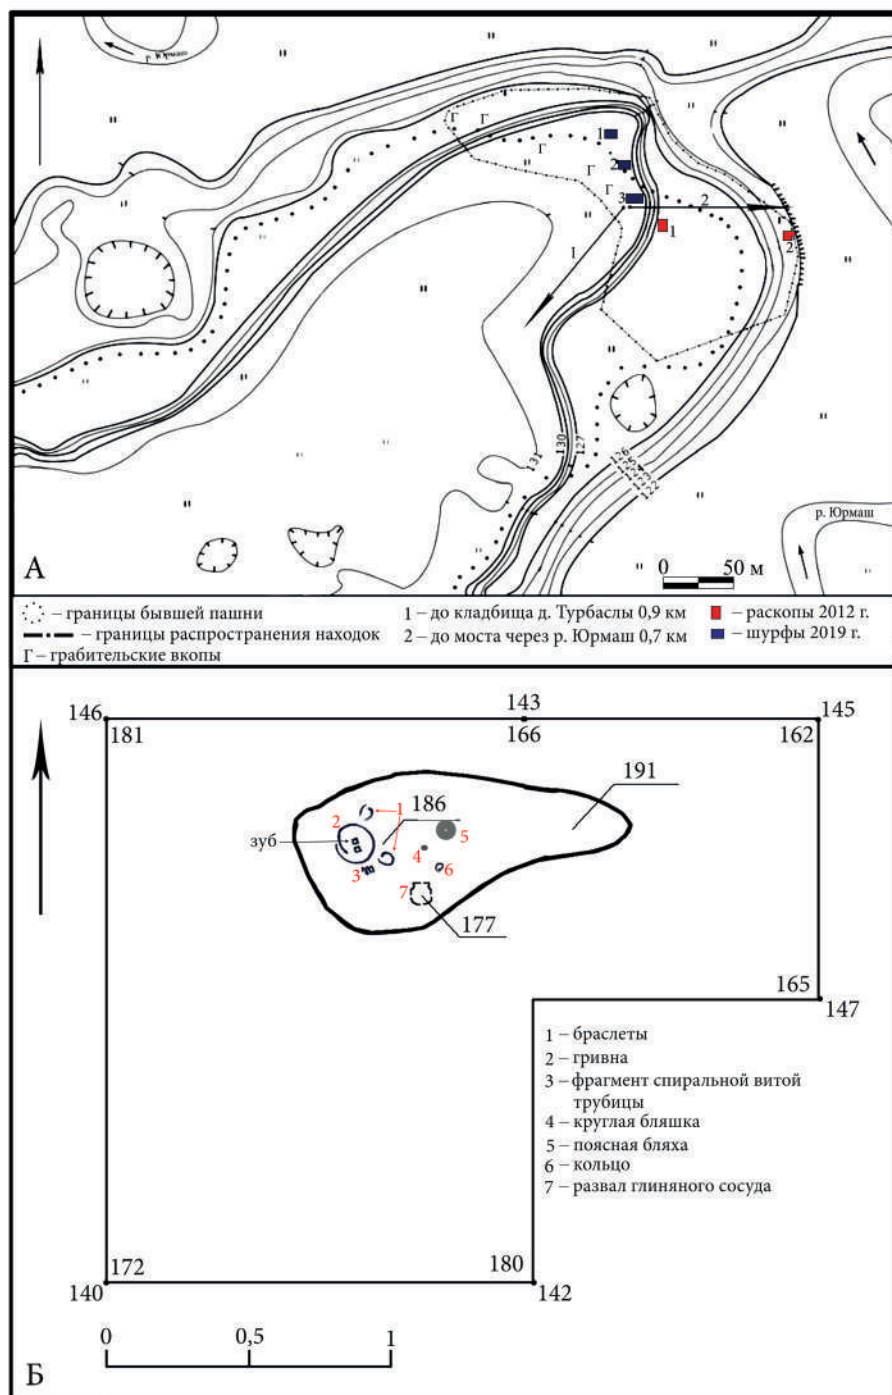 Г
Г
1
Г
2
Г
Г
3
2
1
2
1
131
130
127
126
р. Юрмаш
А
0 50 м
– границы бывшей пашни
– границы распространения находок
Г – грабительские вкопы
1 – до кладбища д. Турбаслы 0,9 км
2 – до моста через р. Юрмаш 0,7 км
– раскопы 2012 г.
– шурфы 2019 г.
146
143
145
181
166
162
191
1
186
2
зуб
5
4
3
6
7
177
165
147
1 – браслеты
2 – гривна
3 – фрагмент спиральной витой
трубицы
4 – круглая бляшка
5 – поясная бляха
6 – кольцо
7 – развал глиняного сосуда
172
180
140
142
0 0,5 1
Б